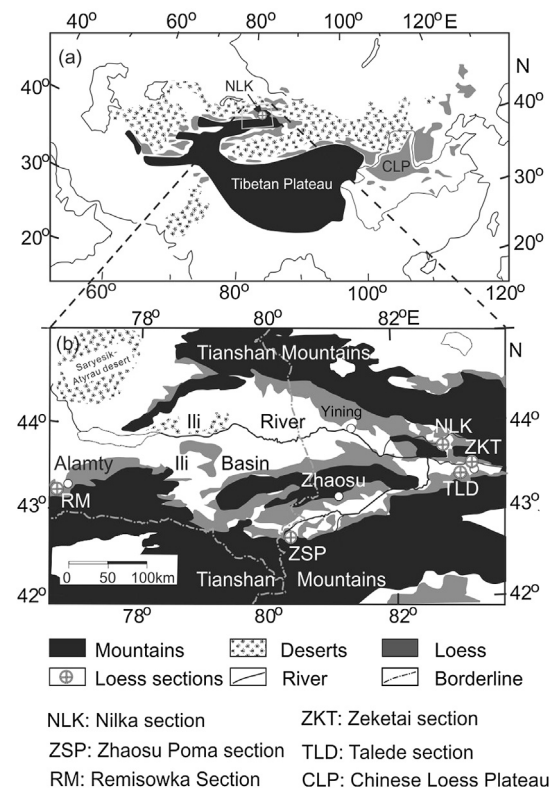 40° 60° 80° 100° 120°E
(a)
N
NLK
40°
40°
30°
30°
CLP
Tibetan Plateau
20°
20°
60° 80° 100° 120°
78° 80° 82°E
(b)
N
Tianshan Mountains
Saryesik-
Atyrau desert
44°
44°
Ili River
Yining
NLK
ZKT
Alamty
Ili Basin
Zhaosu
TLD
43°
43°
RM
ZSP
0 50 100km
Tianshan Mountains
42°
42°
78° 80° 82°
Mountains Deserts Loess
Loess sections River Borderline
NLK: Nilka section ZKT: Zeketai section
ZSP: Zhaosu Poma section TLD: Talede section
RM: Remisowka Section CLP: Chinese Loess Plateau